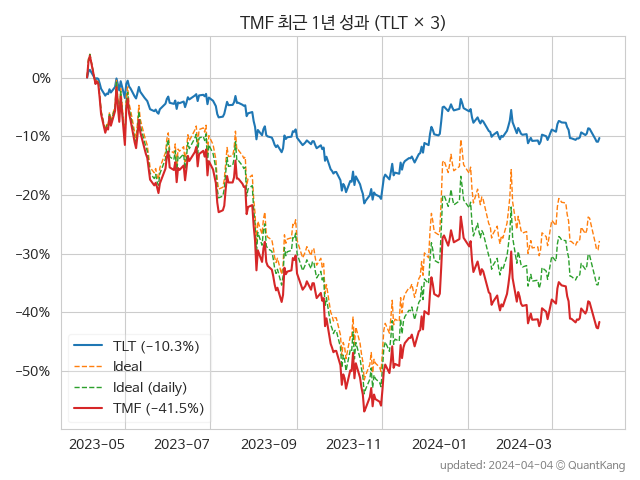 TMF 최근 1년 성과 (TLT × 3)
0%
−10%
−20%
−30%
−40%
−50%
TLT (−10.3%)
Ideal
Ideal (daily)
TMF (−41.5%)
2023−05 2023−07 2023−09 2023−11 2024−01 2024−03
updated: 2024−04−04 © QuantKang